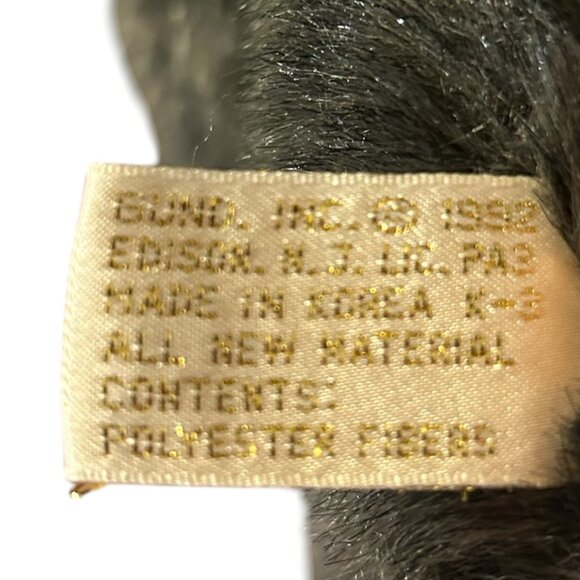 GUND. INC. © 1992
EDISON. N.J. LIC. PA3
MADE IN KOREA K-3
ALL NEW MATERIAL
CONTENTS:
POLYESTER FIBERS